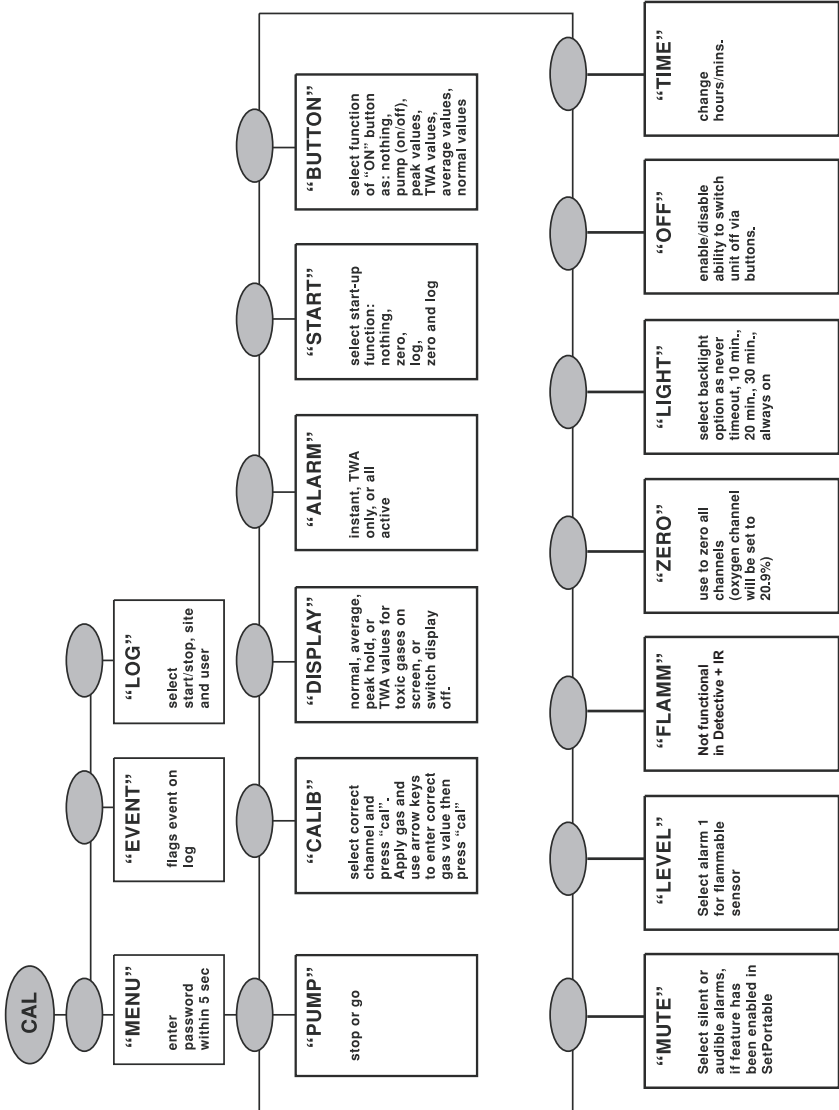 CAL
“MENU”
enter
password
within 5 sec
“EVENT”
flags event on
log
“LOG”
select
start/stop, site
and user
“PUMP”
stop or go
“CALIB”
select correct
channel and
press “cal” -
Apply gas and
use arrow keys
to enter correct
gas value then
press “cal”
“DISPLAY”
normal, average,
peak hold, or
TWA values for
toxic gases on
screen, or
switch display
off.
“ALARM”
instant, TWA
only, or all
active
“START”
select start-up
function:
nothing,
zero,
log,
zero and log
“BUTTON”
select function
of “ON” button
as: nothing,
pump (on/off),
peak values,
TWA values,
average values,
normal values
“MUTE”
Select silent or
audible alarms,
if feature has
been enabled in
SetPortable
“LEVEL”
Select alarm 1
for flammable
sensor
“FLAMM”
Not functional
in Detective + IR
“ZERO”
use to zero all
channels
(oxygen channel
will be set to
20.9%)
“LIGHT”
select backlight
option as never
timeout, 10 min.,
20 min., 30 min.,
always on
“OFF”
enable/disable
ability to switch
unit off via
buttons.
“TIME”
change
hours/mins.